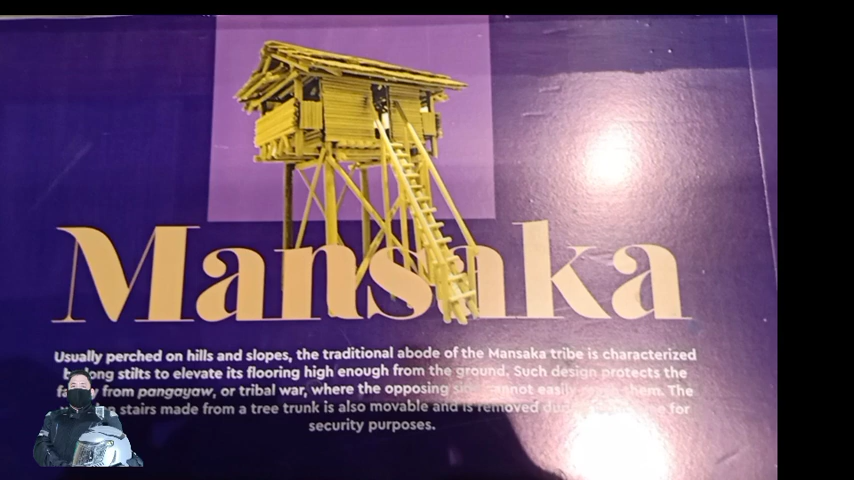 Mansaka
Usually perched on hills and slopes, the traditional abode of the Mansaka tribe is characterized
long stilts to elevate its flooring high enough from the ground. Such design protects the
from pangayaw, or tribal war, where the opposing them. The
stairs made from a tree trunk is also movable and is removed for
security purposes.